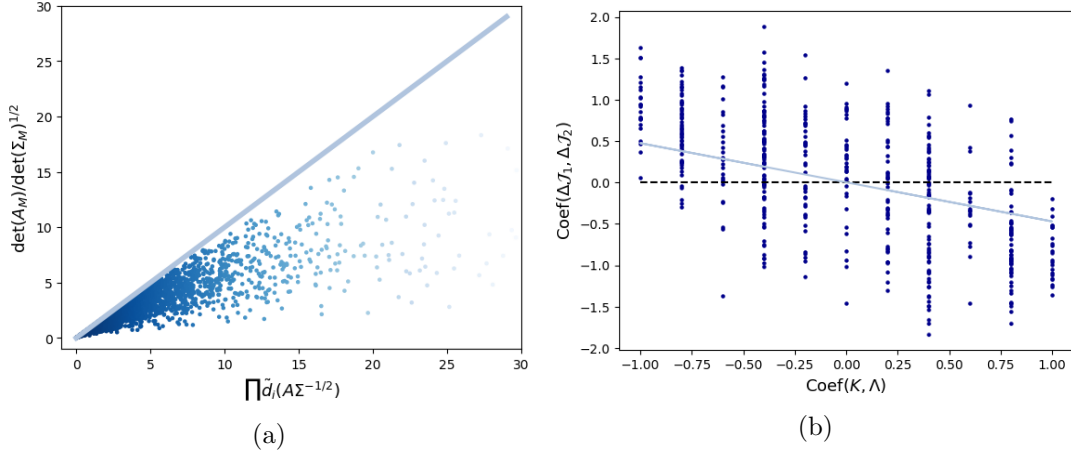 30
25
20
15
10
5
0
det(A_M)/det(Σ_M)^{1/2}
0 5 10 15 20 25 30
∏ d̃_i(AΣ^{-1/2})
(a)
2.0
1.5
1.0
0.5
0.0
−0.5
−1.0
−1.5
−2.0
Coef(Δ𝒥_1, Δ𝒥_2)
−1.00 −0.75 −0.50 −0.25 0.00 0.25 0.50 0.75 1.00
Coef(K, Λ)
(b)